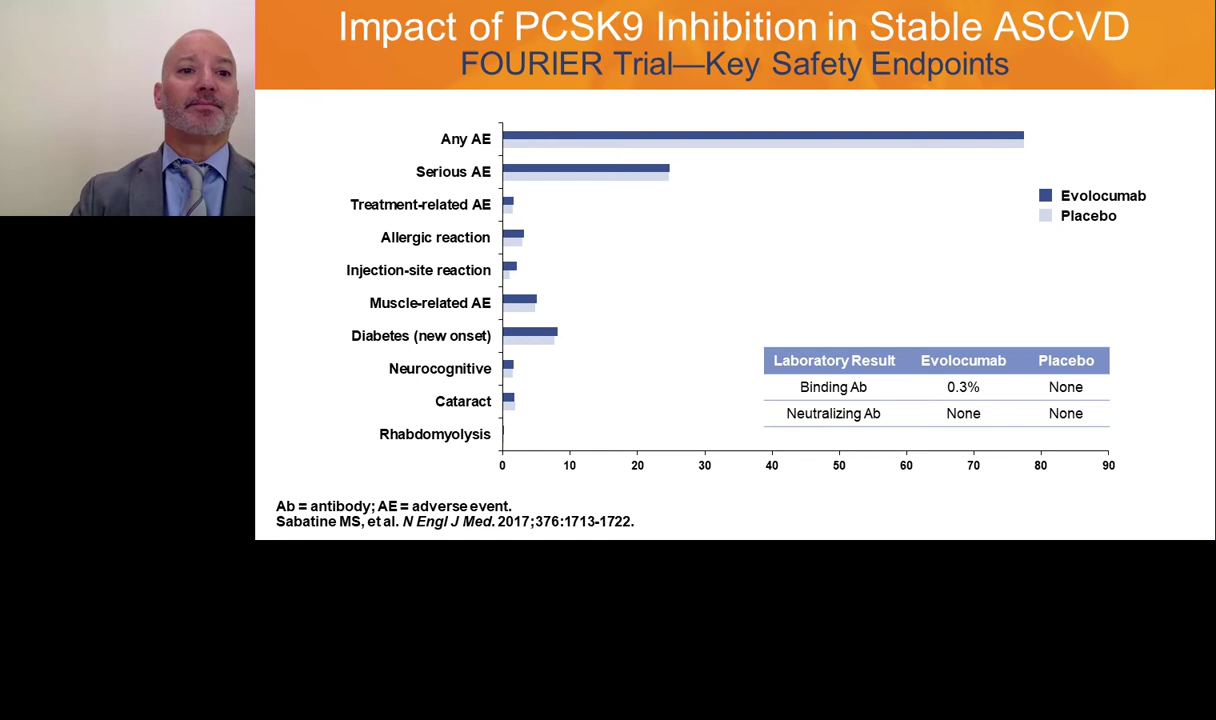 Impact of PCSK9 Inhibition in Stable ASCVD
FOURIER Trial—Key Safety Endpoints
Any AE
Serious AE
Treatment-related AE
Allergic reaction
Injection-site reaction
Muscle-related AE
Diabetes (new onset)
Neurocognitive
Cataract
Rhabdomyolysis
0 10 20 30 40 50 60 70 80 90
Evolocumab
Placebo
Laboratory Result Evolocumab Placebo
Binding Ab 0.3% None
Neutralizing Ab None None
Ab = antibody; AE = adverse event.
Sabatine MS, et al. N Engl J Med. 2017;376:1713-1722.